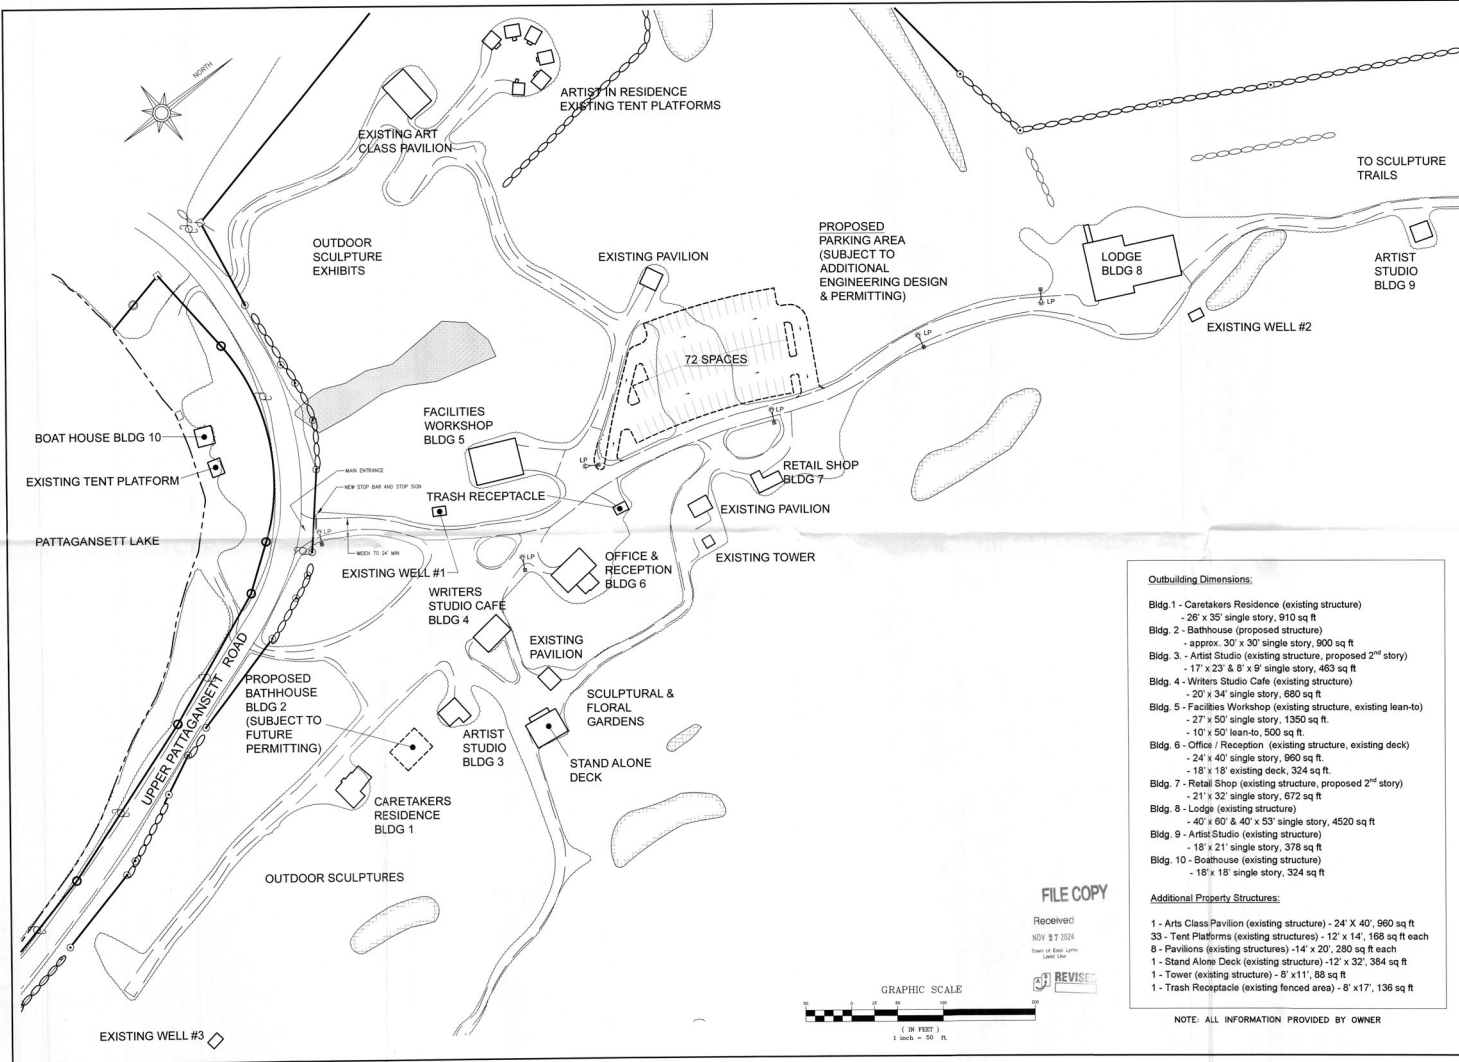 NORTH
ARTIST IN RESIDENCE
EXISTING TENT PLATFORMS
EXISTING ART
CLASS PAVILION
TO SCULPTURE
TRAILS
OUTDOOR
SCULPTURE
EXHIBITS
EXISTING PAVILION
PROPOSED
PARKING AREA
(SUBJECT TO
ADDITIONAL
ENGINEERING DESIGN
& PERMITTING)
LODGE
BLDG 8
ARTIST
STUDIO
BLDG 9
LP
EXISTING WELL #2
LP
72 SPACES
LP
FACILITIES
WORKSHOP
BLDG 5
BOAT HOUSE BLDG 10
LP
RETAIL SHOP
BLDG 7
MAIN ENTRANCE
EXISTING TENT PLATFORM
NEW STOP BAR AND STOP SIGN
TRASH RECEPTACLE
EXISTING PAVILION
LP
PATTAGANSETT LAKE
WIDEN TO 24' MIN
LP
EXISTING TOWER
EXISTING WELL #1
OFFICE &
RECEPTION
BLDG 6
WRITERS
STUDIO CAFE
BLDG 4
EXISTING
PAVILION
UPPER PATTAGANSETT ROAD
PROPOSED
BATHHOUSE
BLDG 2
(SUBJECT TO
FUTURE
PERMITTING)
SCULPTURAL &
FLORAL
GARDENS
ARTIST
STUDIO
BLDG 3
STAND ALONE
DECK
CARETAKERS
RESIDENCE
BLDG 1
OUTDOOR SCULPTURES
EXISTING WELL #3
Outbuilding Dimensions:
Bldg.1 - Caretakers Residence (existing structure)
- 26' x 35' single story, 910 sq ft
Bldg. 2 - Bathhouse (proposed structure)
- approx. 30' x 30' single story, 900 sq ft
Bldg. 3. - Artist Studio (existing structure, proposed 2nd story)
- 17' x 23' & 8' x 9' single story, 463 sq ft
Bldg. 4 - Writers Studio Cafe (existing structure)
- 20' x 34' single story, 680 sq ft
Bldg. 5 - Facilities Workshop (existing structure, existing lean-to)
- 27' x 50' single story, 1350 sq ft.
- 10' x 50' lean-to, 500 sq ft.
Bldg. 6 - Office / Reception (existing structure, existing deck)
- 24' x 40' single story, 960 sq ft.
- 18' x 18' existing deck, 324 sq ft.
Bldg. 7 - Retail Shop (existing structure, proposed 2nd story)
- 21' x 32' single story, 672 sq ft
Bldg. 8 - Lodge (existing structure)
- 40' x 60' & 40' x 53' single story, 4520 sq ft
Bldg. 9 - Artist Studio (existing structure)
- 18' x 21' single story, 378 sq ft
Bldg. 10 - Boathouse (existing structure)
- 18' x 18' single story, 324 sq ft
Additional Property Structures:
1 - Arts Class Pavilion (existing structure) - 24' X 40', 960 sq ft
33 - Tent Platforms (existing structures) - 12' x 14', 168 sq ft each
8 - Pavilions (existing structures) -14' x 20', 280 sq ft each
1 - Stand Alone Deck (existing structure) -12' x 32', 384 sq ft
1 - Tower (existing structure) - 8' x11', 88 sq ft
1 - Trash Receptacle (existing fenced area) - 8' x17', 136 sq ft
NOTE: ALL INFORMATION PROVIDED BY OWNER
FILE COPY
Received
NOV 27 2024
Town of East Lyme
Land Use
REVISED
GRAPHIC SCALE
50 0 25 50 100 200
( IN FEET )
1 inch = 50 ft.